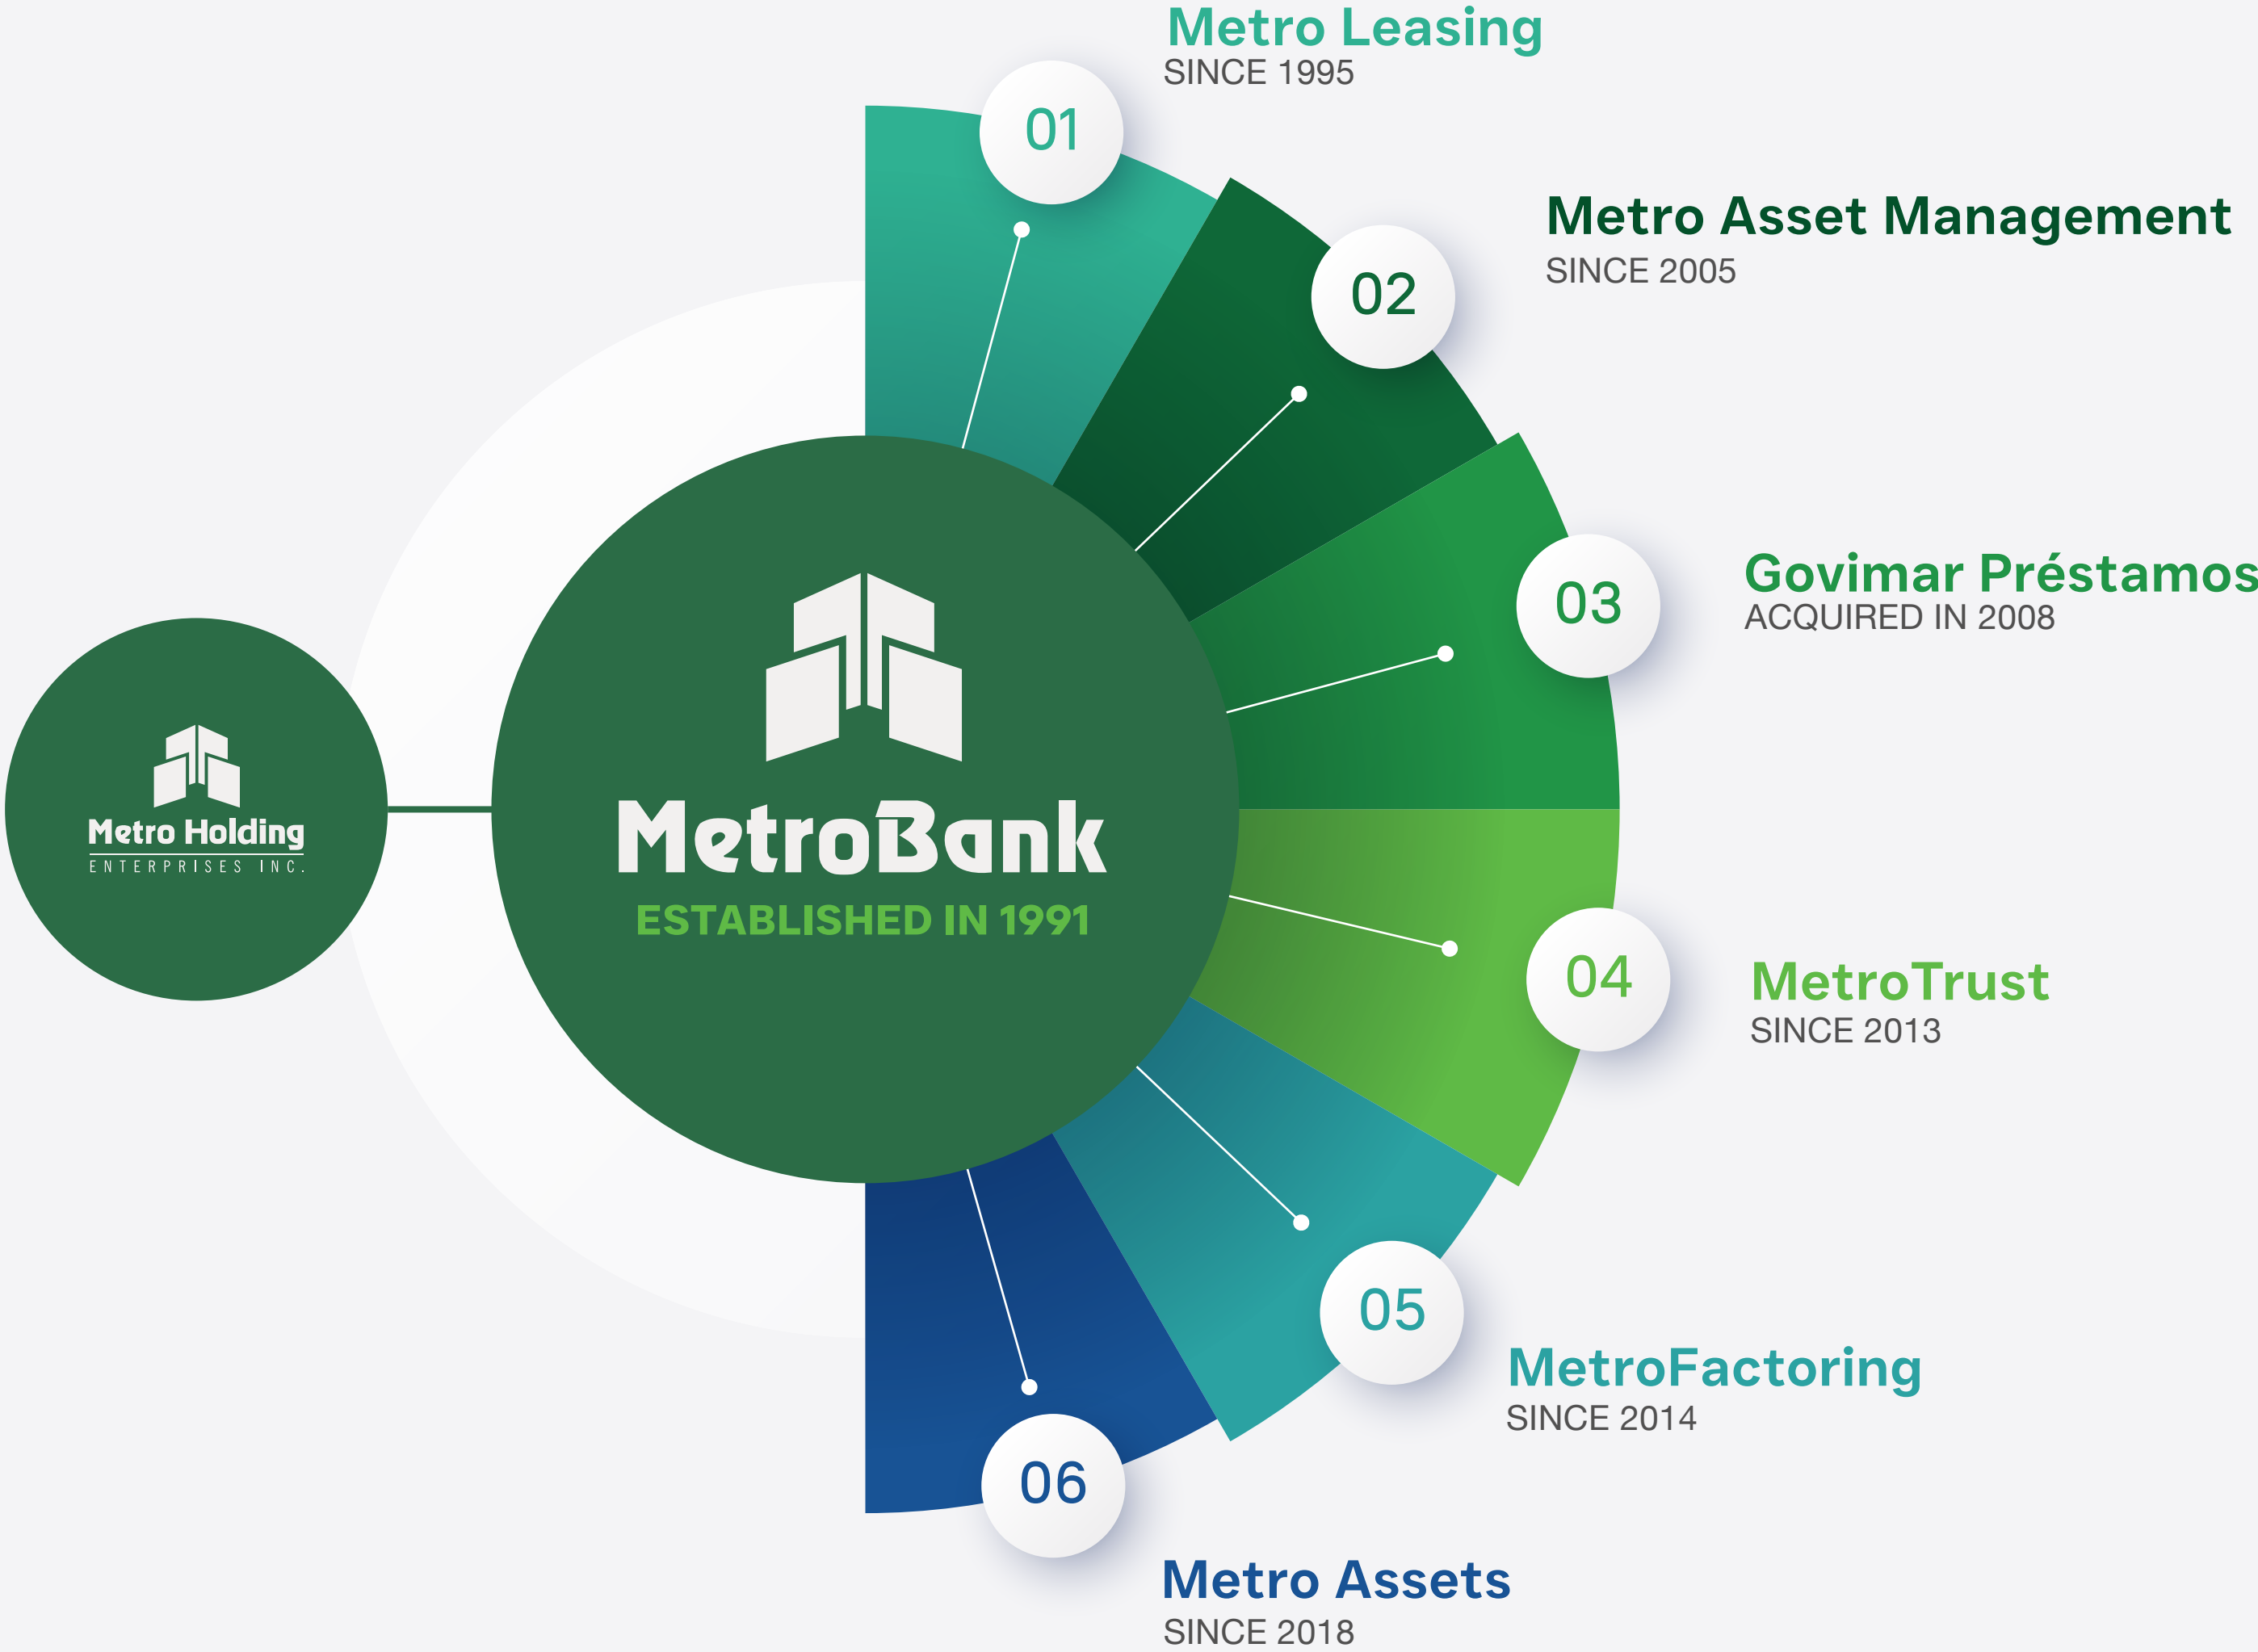 Metro Leasing
SINCE 1995
01
Metro Asset Management
SINCE 2005
02
Govimar Préstamos
ACQUIRED IN 2008
03
Metro Holding
ENTERPRISES INC.
MetroBank
ESTABLISHED IN 1991
04
MetroTrust
SINCE 2013
05
MetroFactoring
SINCE 2014
06
Metro Assets
SINCE 2018